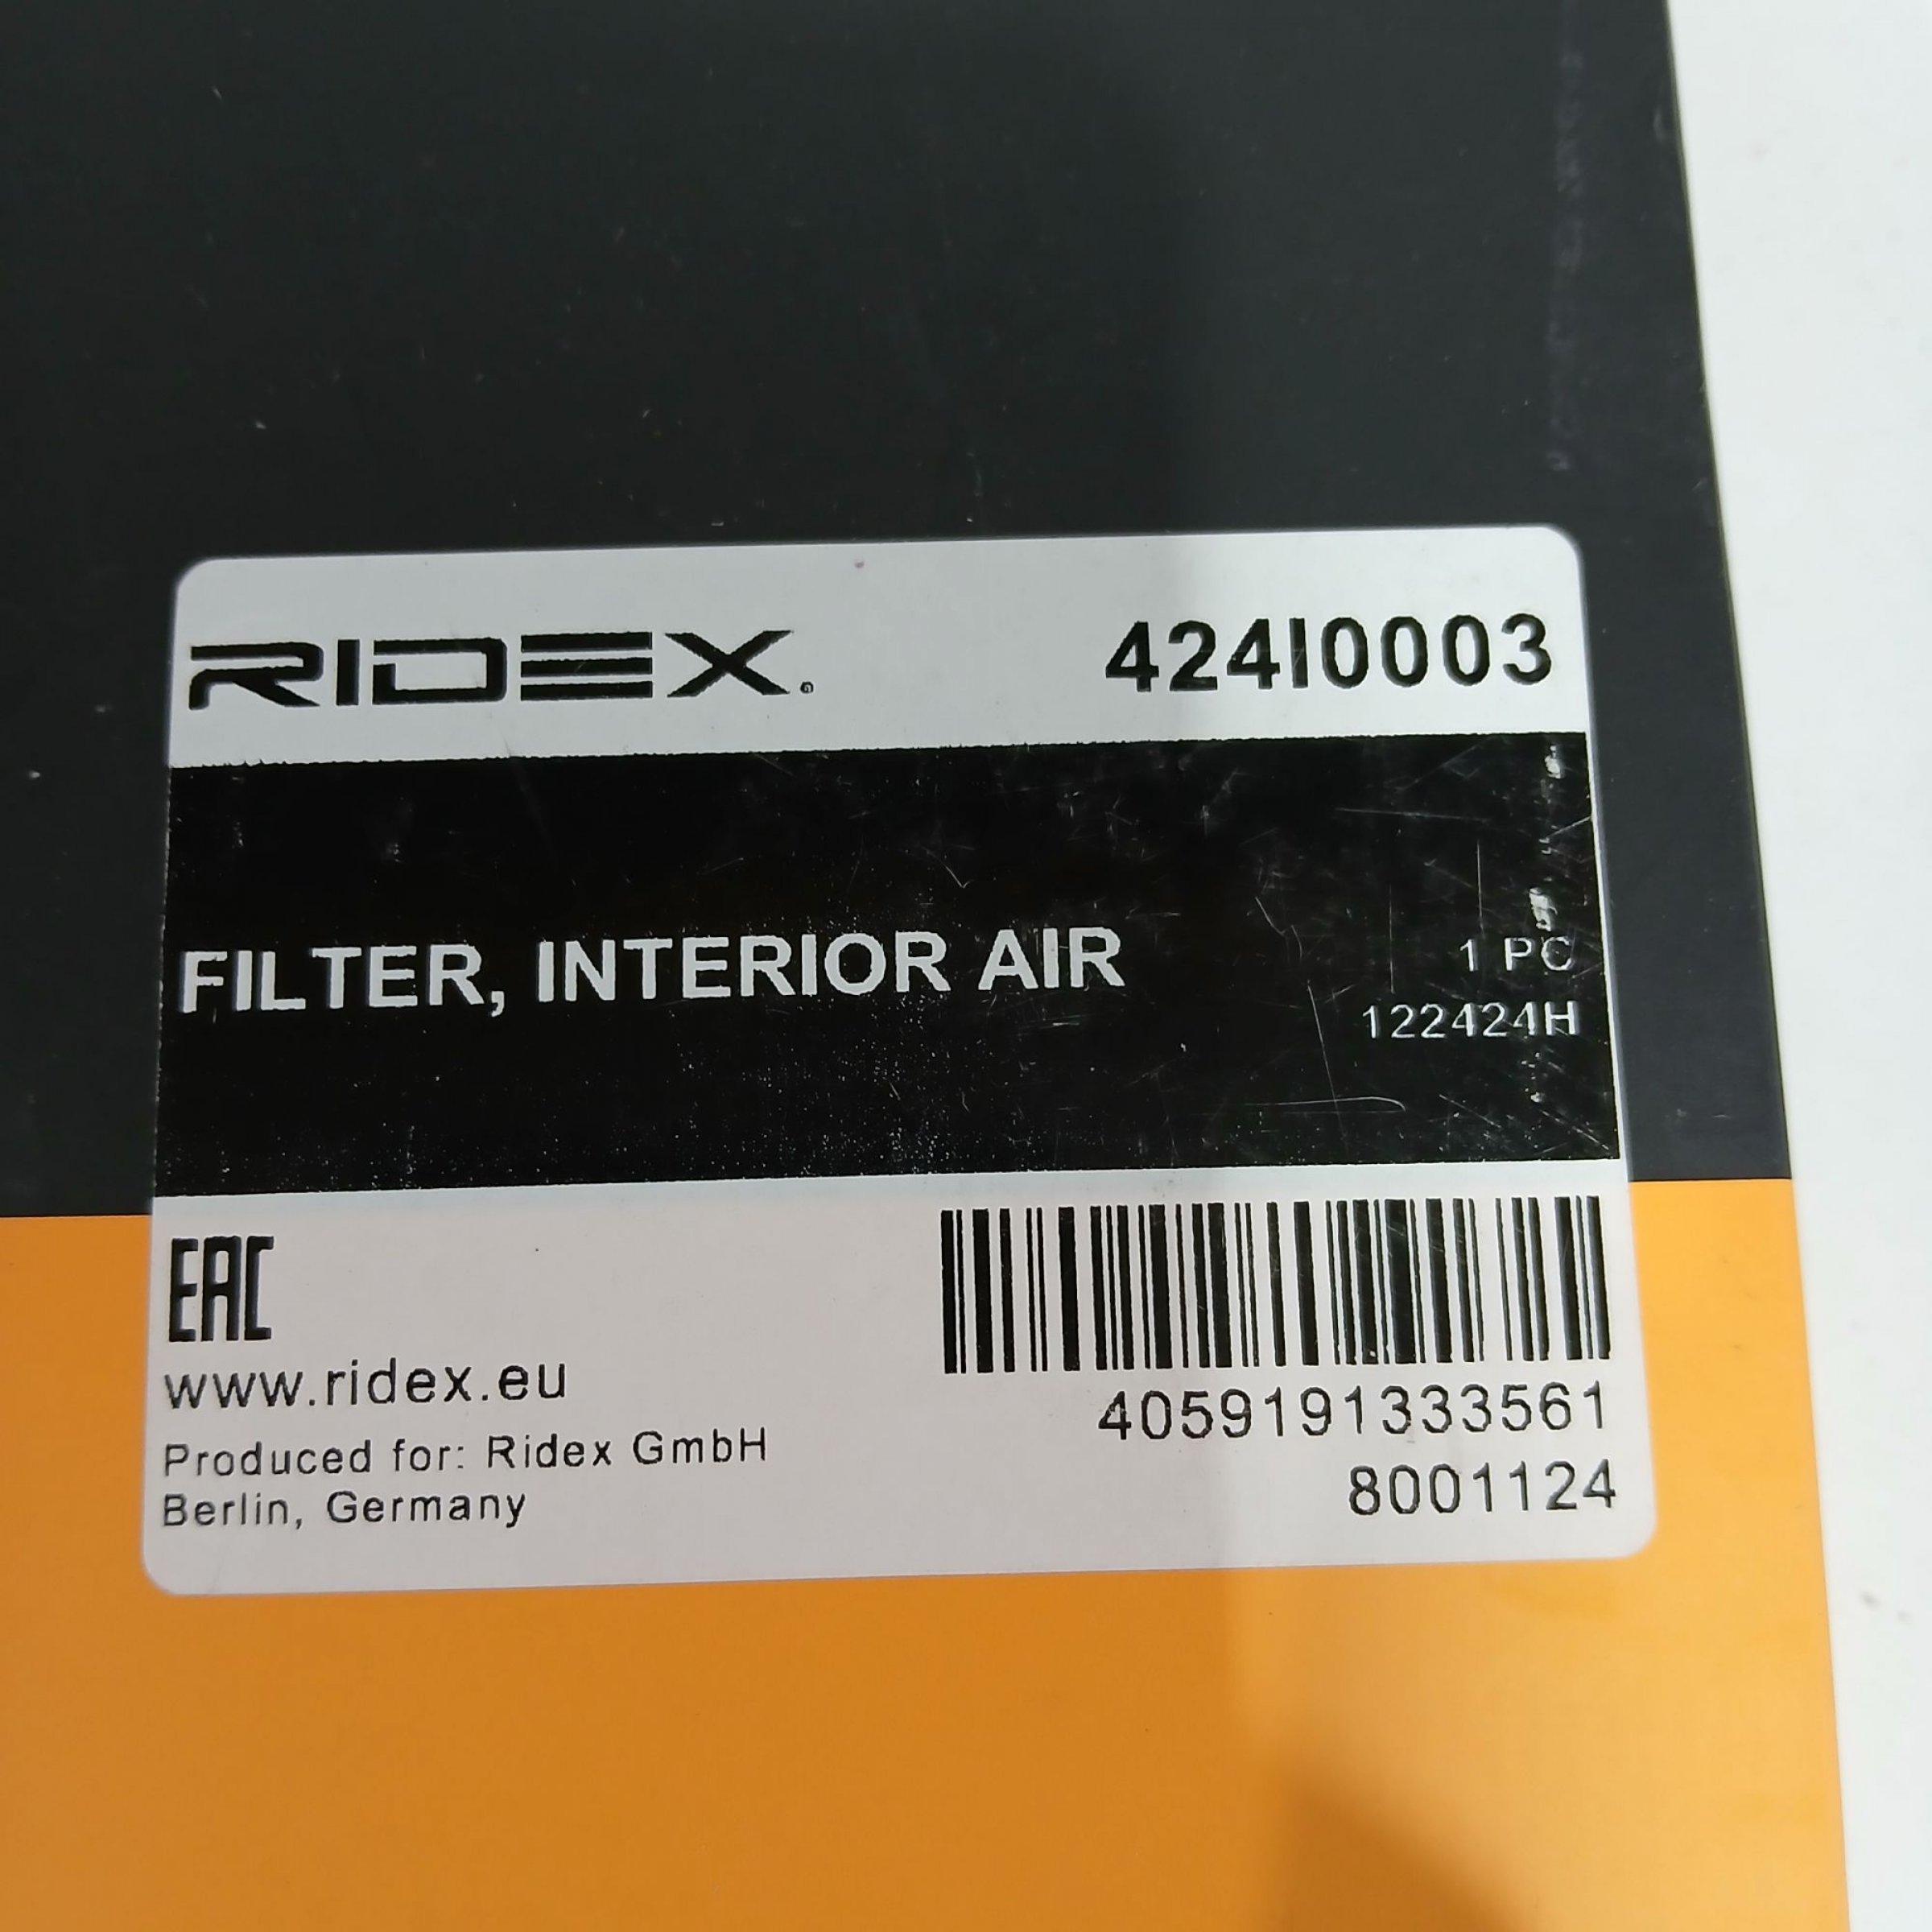 RIDEX
424I0003
FILTER, INTERIOR AIR
1 PC
122424H
EAC
www.ridex.eu
Produced for: Ridex GmbH
Berlin, Germany
4059191333561
8001124